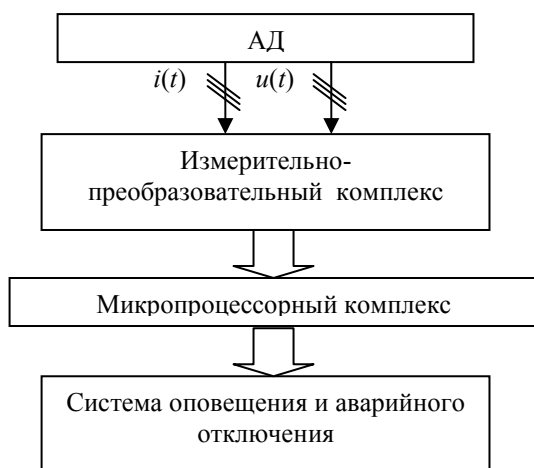 АД
i(t) u(t)
Измерительно-
преобразовательный комплекс
Микропроцессорный комплекс
Система оповещения и аварийного
отключения